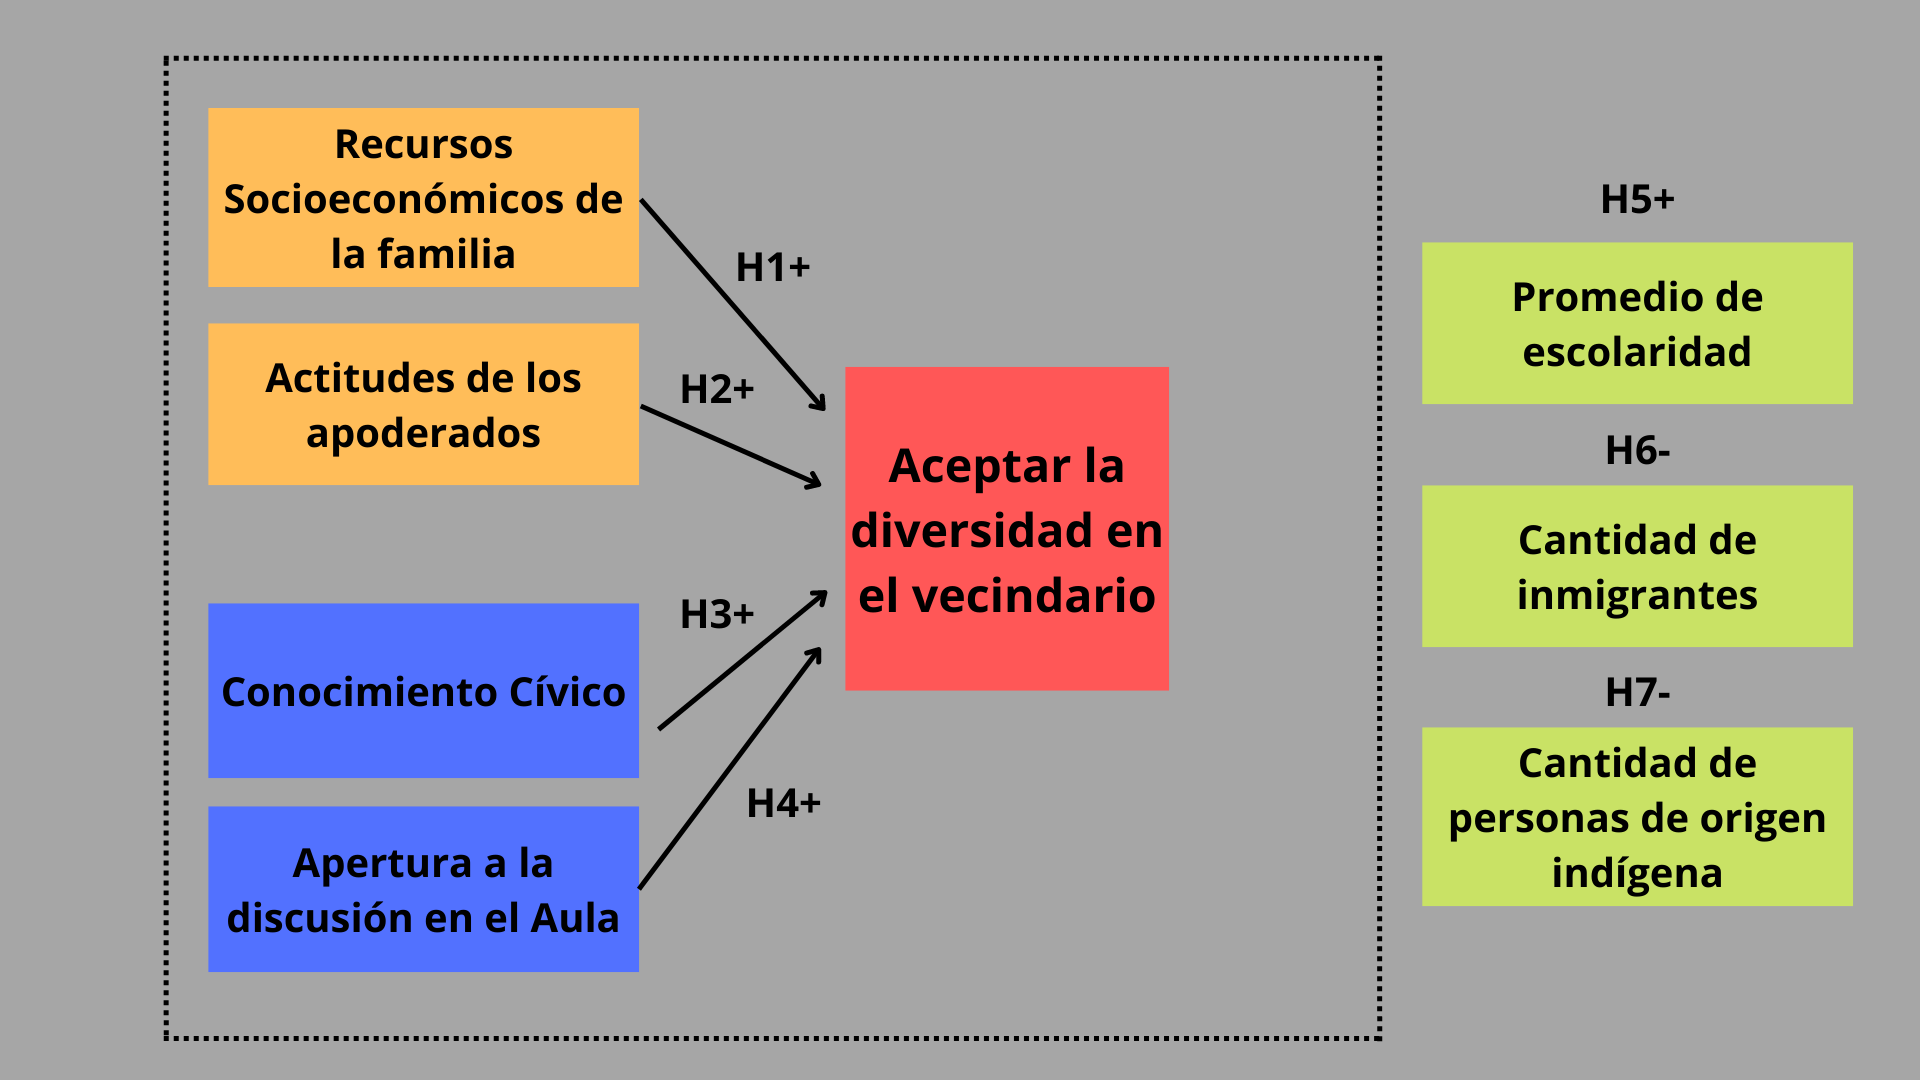 Recursos
Socioeconómicos de
la familia
H1+
Actitudes de los
apoderados
H2+
Conocimiento Cívico
H3+
Apertura a la
discusión en el Aula
H4+
Aceptar la
diversidad en
el vecindario
H5+
Promedio de
escolaridad
H6-
Cantidad de
inmigrantes
H7-
Cantidad de
personas de origen
indígena